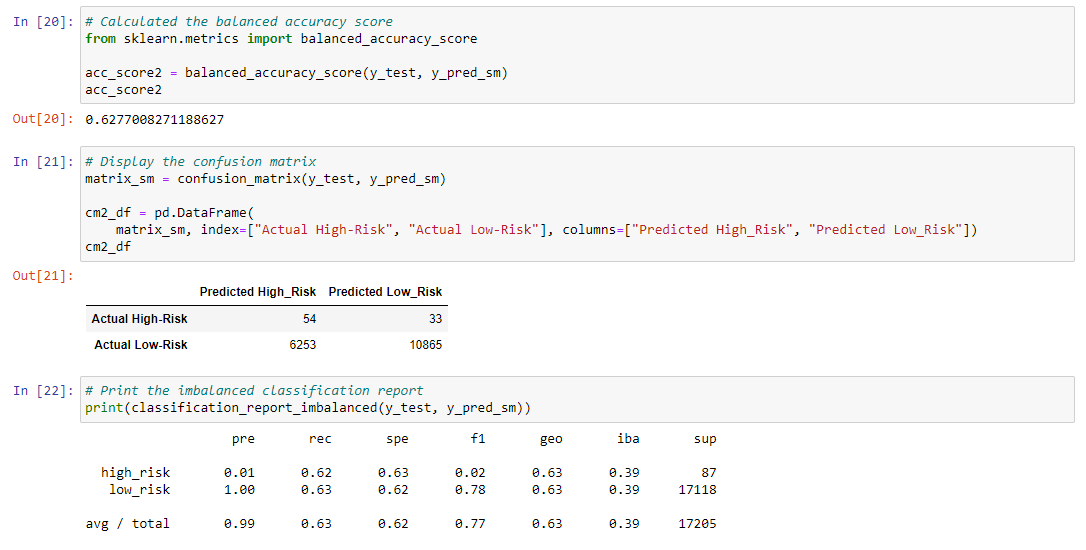 In [20]: # Calculated the balanced accuracy score
from sklearn.metrics import balanced_accuracy_score
acc_score2 = balanced_accuracy_score(y_test, y_pred_sm)
acc_score2
Out[20]: 0.6277008271188627
In [21]: # Display the confusion matrix
matrix_sm = confusion_matrix(y_test, y_pred_sm)
cm2_df = pd.DataFrame(
    matrix_sm, index=["Actual High-Risk", "Actual Low-Risk"], columns=["Predicted High_Risk", "Predicted Low_Risk"])
cm2_df
Out[21]:
Predicted High_Risk Predicted Low_Risk
Actual High-Risk 54 33
Actual Low-Risk 6253 10865
In [22]: # Print the imbalanced classification report
print(classification_report_imbalanced(y_test, y_pred_sm))
pre rec spe f1 geo iba sup
high_risk 0.01 0.62 0.63 0.02 0.63 0.39 87
low_risk 1.00 0.63 0.62 0.78 0.63 0.39 17118
avg / total 0.99 0.63 0.62 0.77 0.63 0.39 17205